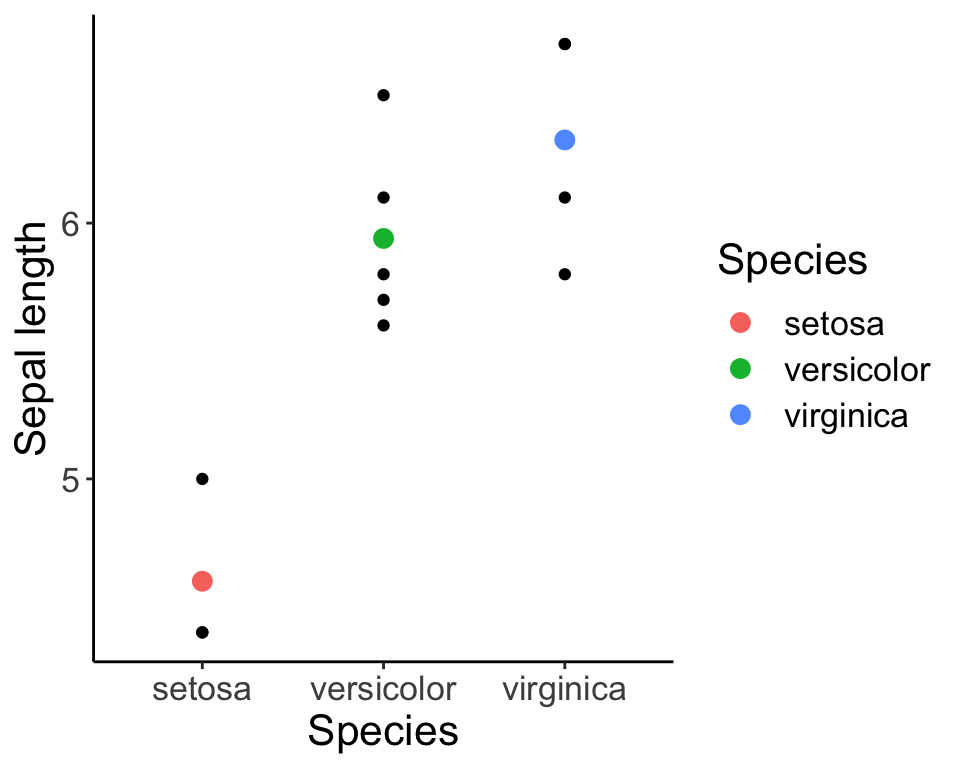 Sepal length
6
5
setosa
versicolor
virginica
Species
Species
setosa
versicolor
virginica